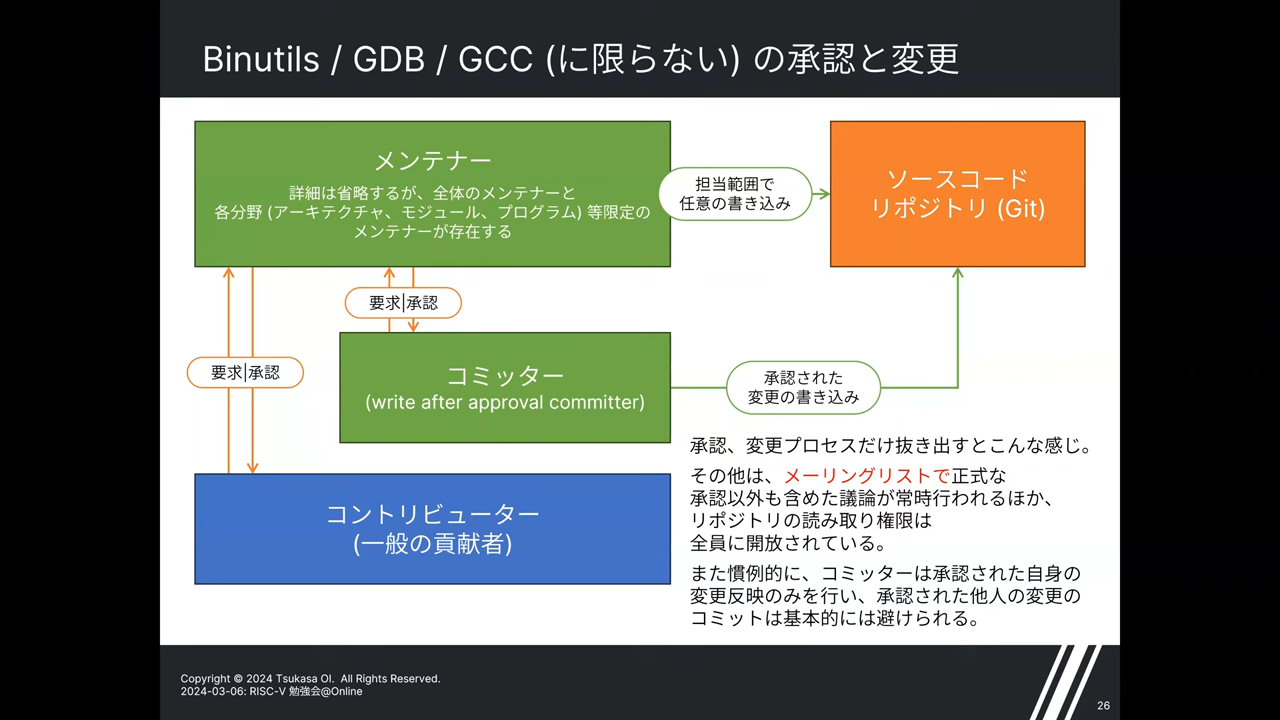 Binutils / GDB / GCC (に限らない) の承認と変更
メンテナー
詳細は省略するが、全体のメンテナーと
各分野 (アーキテクチャ、モジュール、プログラム) 等限定の
メンテナーが存在する
担当範囲で
任意の書き込み
ソースコード
リポジトリ (Git)
要求|承認
要求|承認
コミッター
(write after approval committer)
承認された
変更の書き込み
コントリビューター
(一般の貢献者)
承認、変更プロセスだけ抜き出すとこんな感じ。
その他は、メーリングリストで正式な
承認以外も含めた議論が常時行われるほか、
リポジトリの読み取り権限は
全員に開放されている。
また慣例的に、コミッターは承認された自身の
変更反映のみを行い、承認された他人の変更の
コミットは基本的には避けられる。
Copyright © 2024 Tsukasa OI. All Rights Reserved.
2024-03-06: RISC-V 勉強会@Online
26